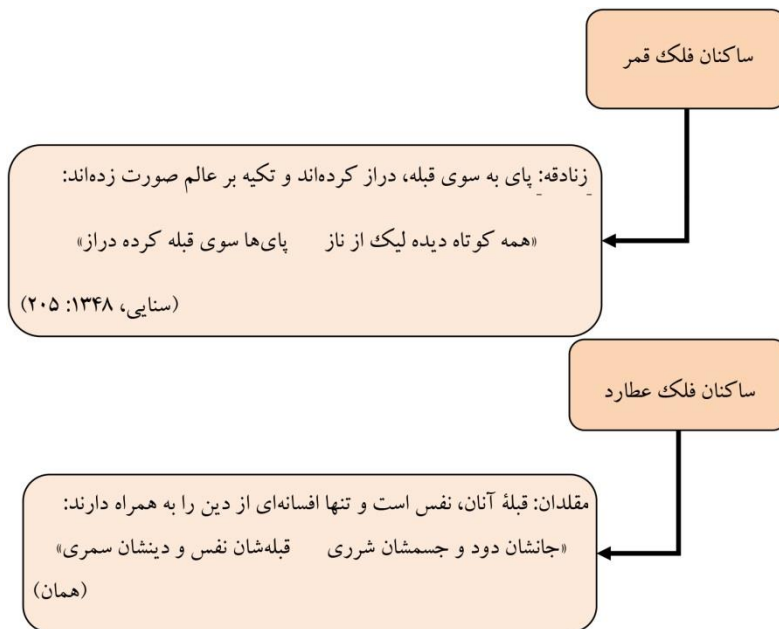 ساکنان فلک قمر
زنادقه: پای به سوی قبله، دراز کرده‌اند و تکیه بر عالم صورت زده‌اند:
«همه کوتاه دیده لیک از ناز پای‌ها سوی قبله کرده دراز»
(سنایی، ۱۳۴۸: ۲۰۵)
ساکنان فلک عطارد
مقلدان: قبلۀ آنان، نفس است و تنها افسانه‌ای از دین را به همراه دارند:
«جانشان دود و جسمشان شرری قبله‌شان نفس و دینشان سمری»
(همان)